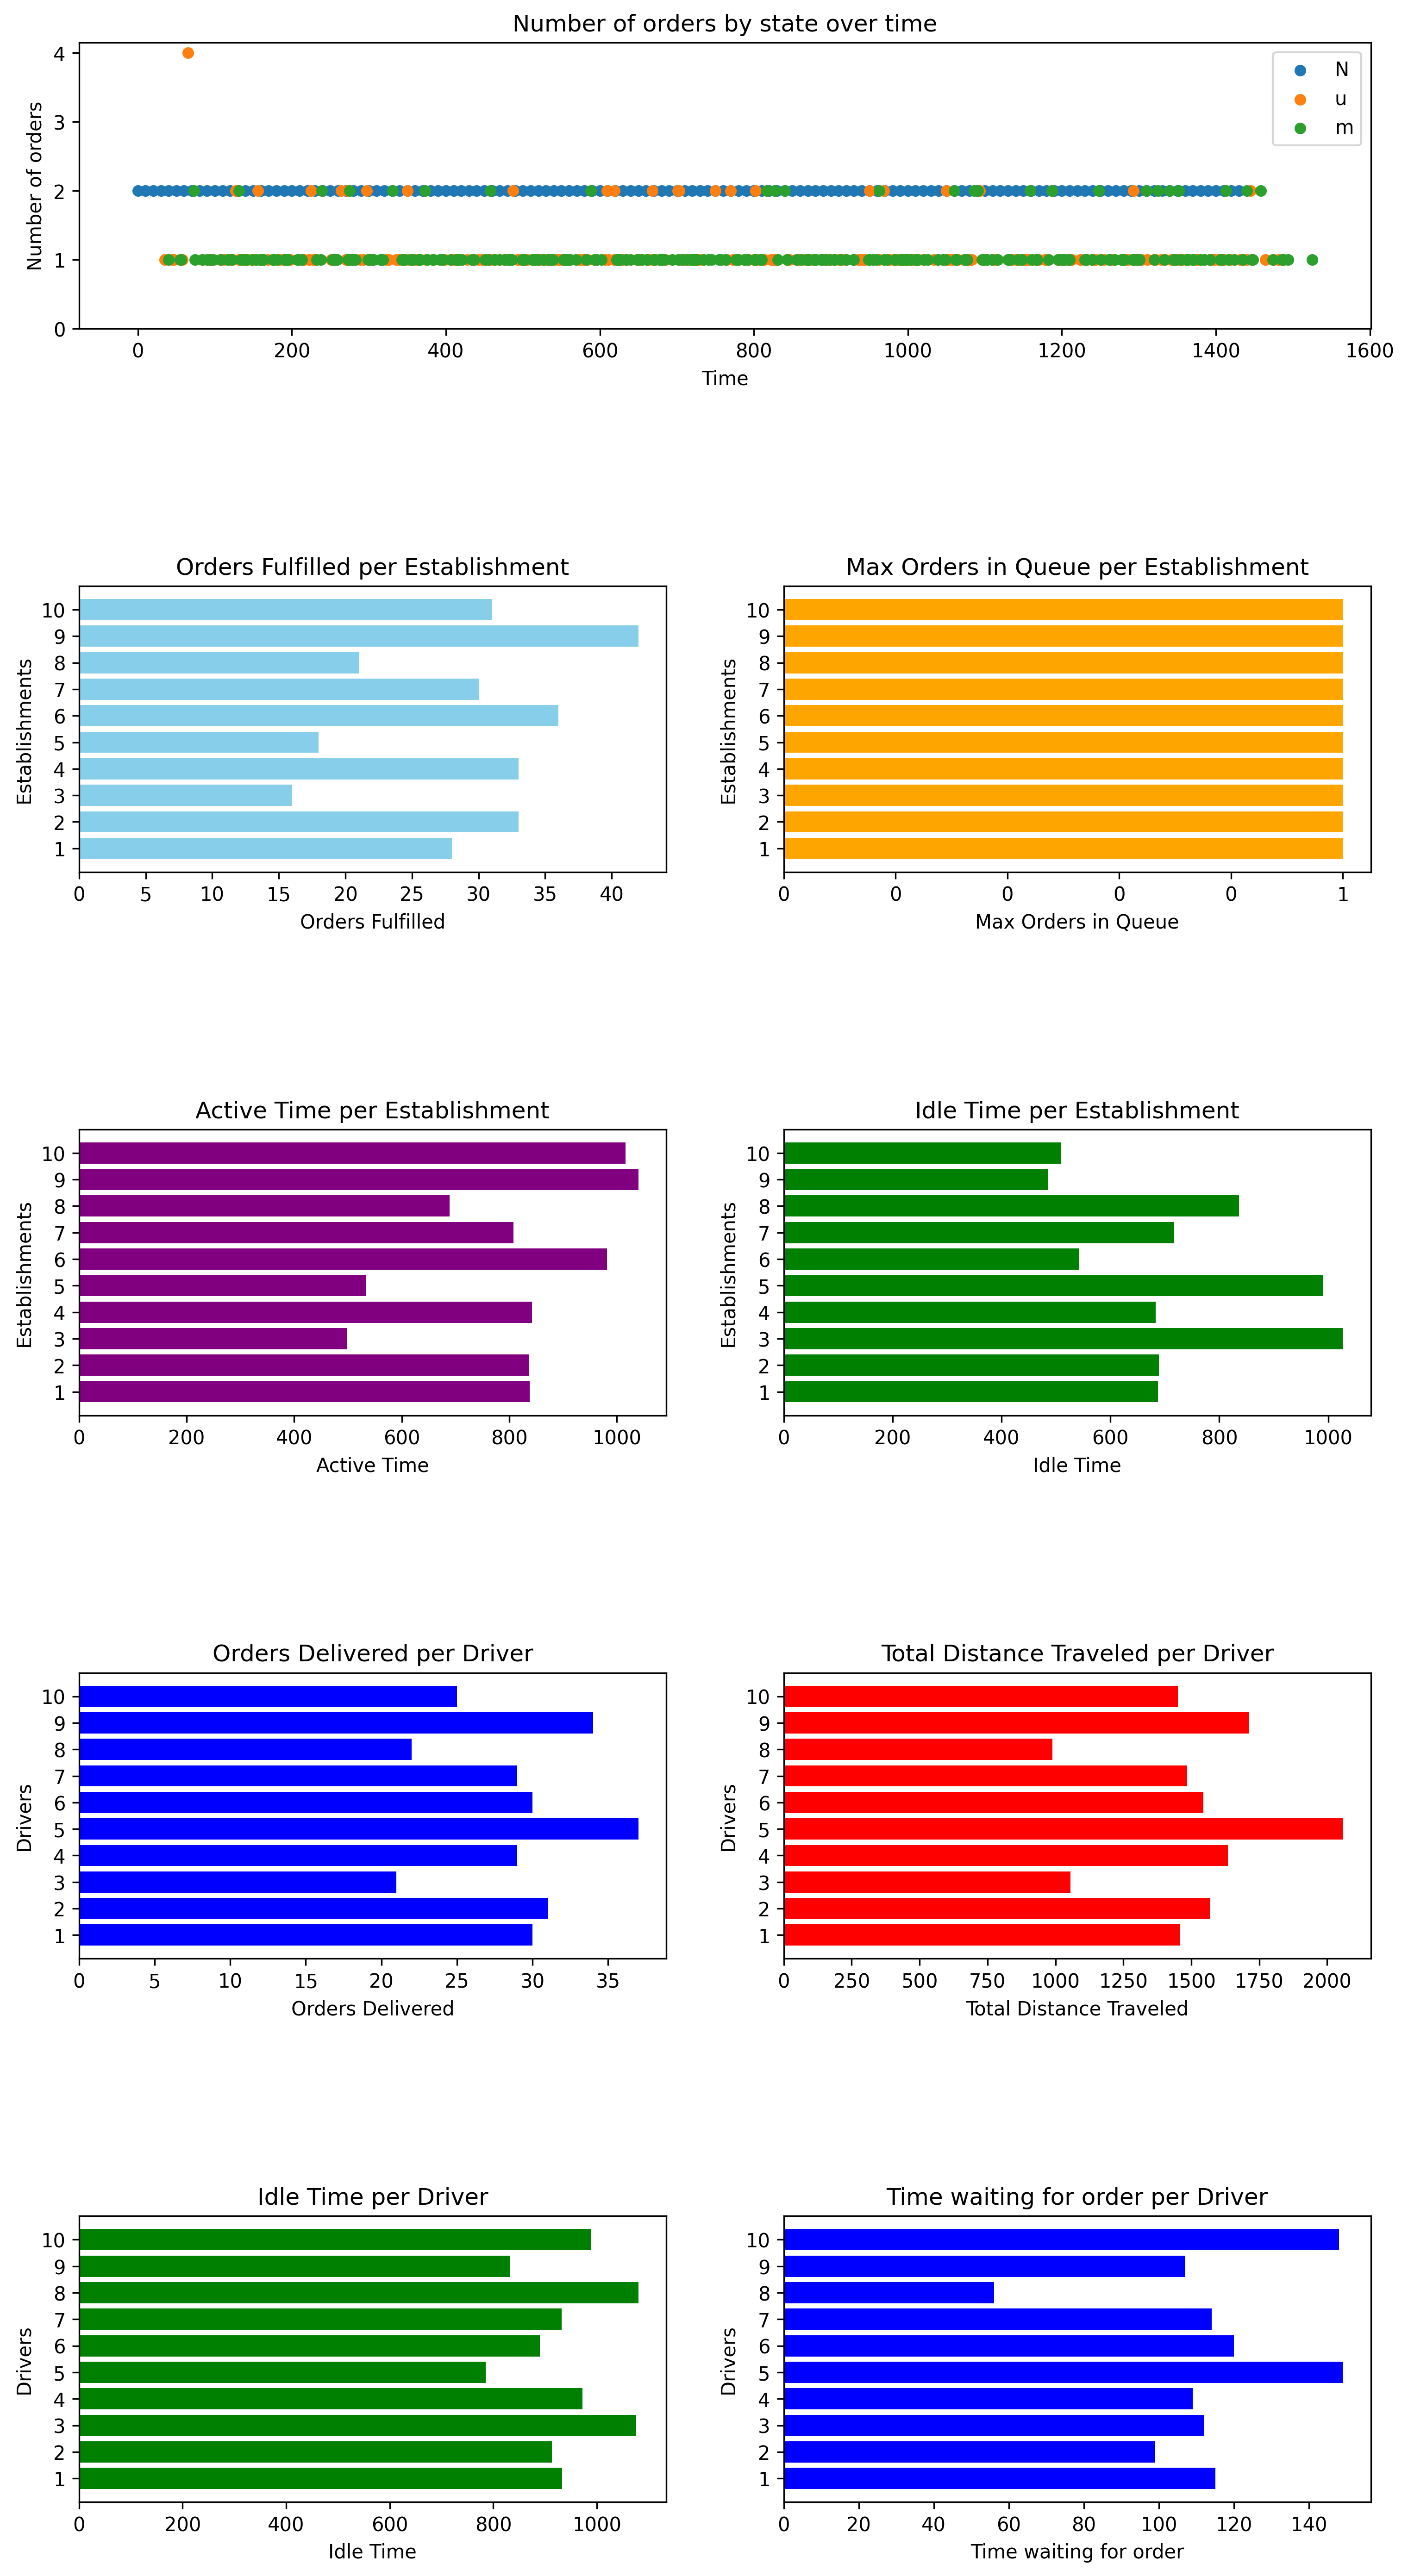 Number of orders by state over time
Number of orders
4
3
2
1
0
N
u
m
0 200 400 600 800 1000 1200 1400 1600
Time
Orders Fulfilled per Establishment
Establishments
10
9
8
7
6
5
4
3
2
1
0 5 10 15 20 25 30 35 40
Orders Fulfilled
Max Orders in Queue per Establishment
Establishments
10
9
8
7
6
5
4
3
2
1
0 0 0 0 0 1
Max Orders in Queue
Active Time per Establishment
Establishments
10
9
8
7
6
5
4
3
2
1
0 200 400 600 800 1000
Active Time
Idle Time per Establishment
Establishments
10
9
8
7
6
5
4
3
2
1
0 200 400 600 800 1000
Idle Time
Orders Delivered per Driver
Drivers
10
9
8
7
6
5
4
3
2
1
0 5 10 15 20 25 30 35
Orders Delivered
Total Distance Traveled per Driver
Drivers
10
9
8
7
6
5
4
3
2
1
0 250 500 750 1000 1250 1500 1750 2000
Total Distance Traveled
Idle Time per Driver
Drivers
10
9
8
7
6
5
4
3
2
1
0 200 400 600 800 1000
Idle Time
Time waiting for order per Driver
Drivers
10
9
8
7
6
5
4
3
2
1
0 20 40 60 80 100 120 140
Time waiting for order